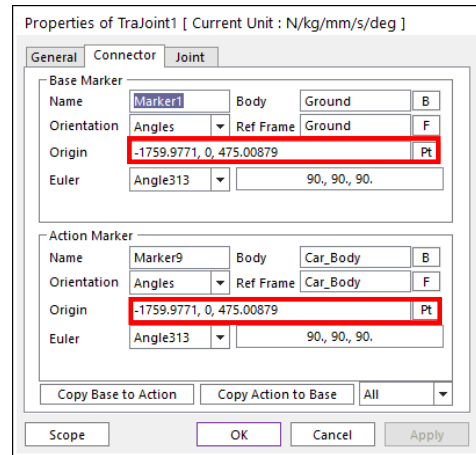 Properties of TraJoint1 [ Current Unit : N/kg/mm/s/deg ]
General Connector Joint
Base Marker
Name Marker1 Body Ground B
Orientation Angles Ref Frame Ground F
Origin -1759.9771, 0, 475.00879 Pt
Euler Angle313 90., 90., 90.
Action Marker
Name Marker9 Body Car_Body B
Orientation Angles Ref Frame Car_Body F
Origin -1759.9771, 0, 475.00879 Pt
Euler Angle313 90., 90., 90.
Copy Base to Action Copy Action to Base All
Scope OK Cancel Apply